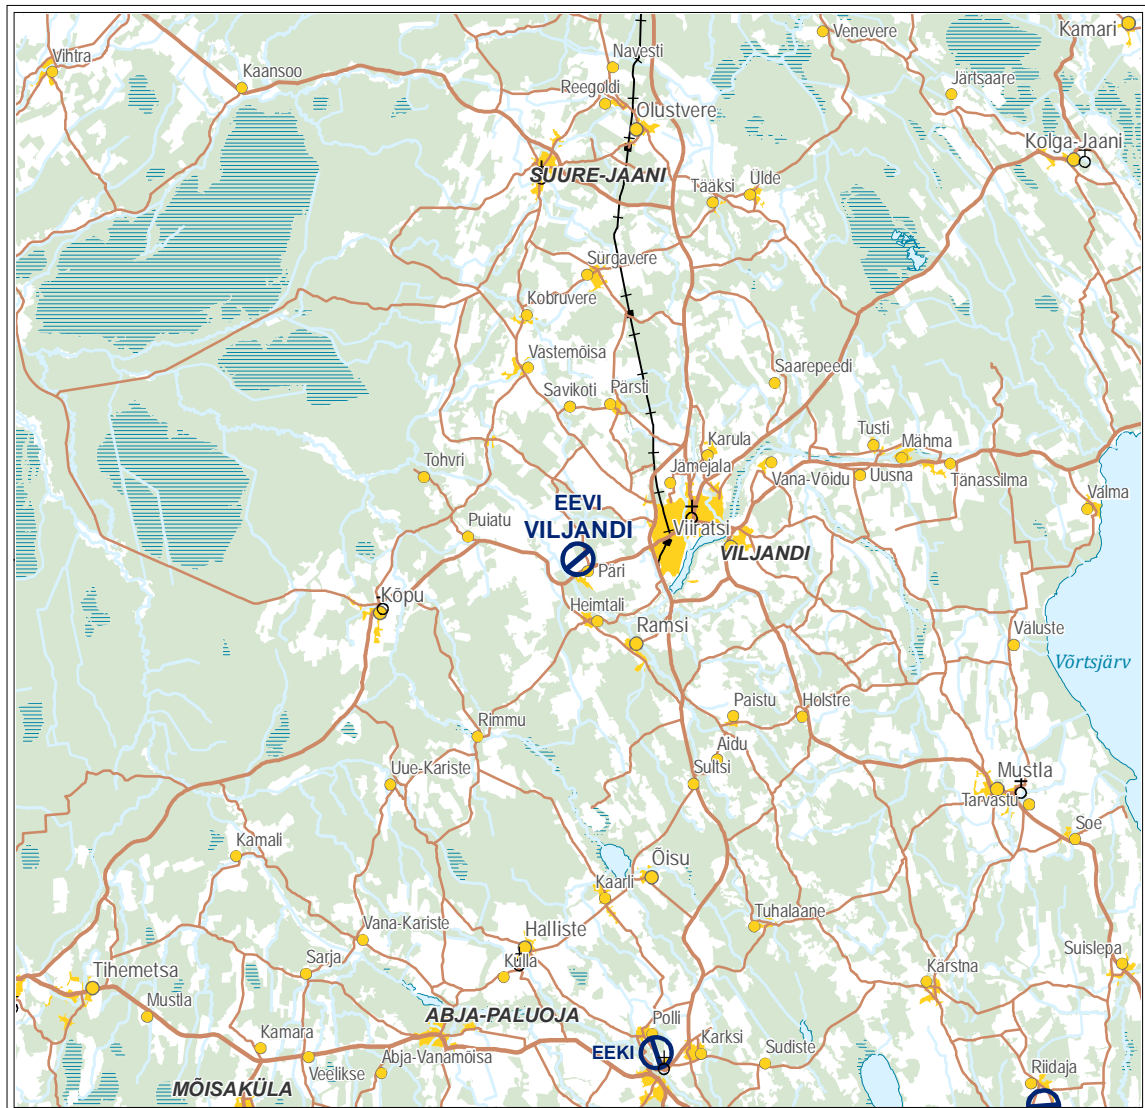 Venevere
Kamari
Vihtra
Navesti
Kaansoo
Reegoldi
Järtsaare
Olustvere
Kolga-Jaani
SUURE-JAANI
Tääksi
Ülde
Sürgavere
Kobruvere
Vastemõisa
Saarepeedi
Savikoti
Pärsti
Karula
Tusti
Mähma
Tohvri
Jämejala
Vana-Võidu
Uusna
Tänassilma
EEVI
VILJANDI
Valma
Puiatu
Viiratsi
VILJANDI
Päri
Kõpu
Heimtali
Ramsi
Väluste
Võrtsjärv
Rimmu
Paistu
Holstre
Aidu
Uue-Kariste
Sultsi
Mustla
Tarvastu
Soe
Kamali
Õisu
Kaarli
Tuhalaane
Vana-Kariste
Halliste
Suislepa
Sarja
Külla
Kärstna
Tihemetsa
Mustla
ABJA-PALUOJA
Polli
Kamara
EEKI
Karksi
Sudiste
Veelikse
Abja-Vanamõisa
Riidaja
MÕISAKÜLA